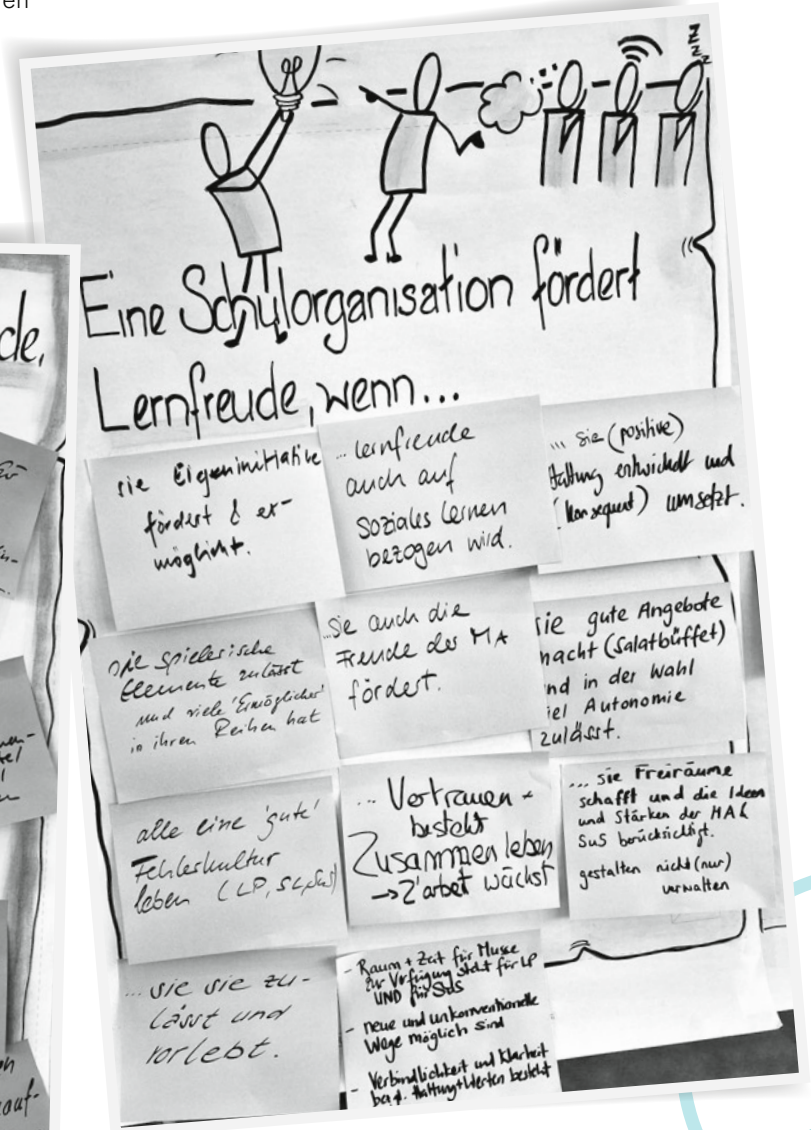 en
z
z
z
z
de,
Eine Schulorganisation fördert
Lernfreude, wenn...
sie Eigeninitiative
fördert & er-
möglicht.
... Lernfreude
auch auf
soziales Lernen
bezogen wird.
... sie (positive)
Haltung entwickelt und
(konsequent) umsetzt.
die spielerische
Elemente zulässt
und viele 'Ermöglicher'
in ihren Reihen hat
...sie auch die
Freude der MA
fördert.
sie gute Angebote
macht (Salatbüffet)
und in der Wahl
viel Autonomie
zulässt.
alle eine 'gute'
Fehlerkultur
leben (LP, SL, SuS)
... Vertrauen +
besteht
Zusammenleben
→ Z'arbeit wächst
... sie Freiräume
schafft und die Ideen
und Stärken der MA &
SuS berücksichtigt.
gestalten nicht (nur)
verwalten
... sie sie zu-
lässt und
vorlebt.
- Raum + Zeit für Musse
zur Verfügung steht für LP
UND für SuS
- neue und unkonventionelle
Wege möglich sind
- Verbindlichkeit und Klarheit
bez. Haltung + Werten besteht
auf-